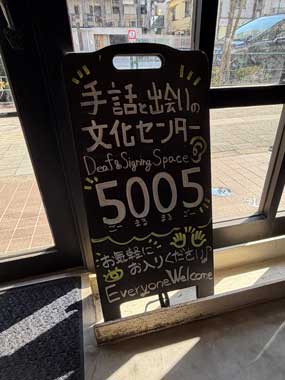 手話と出会いの
文化センター
Deaf & Signing Space
5005
ごー まる まる ごー
お気軽に
お入りください♪
Everyone Welcome